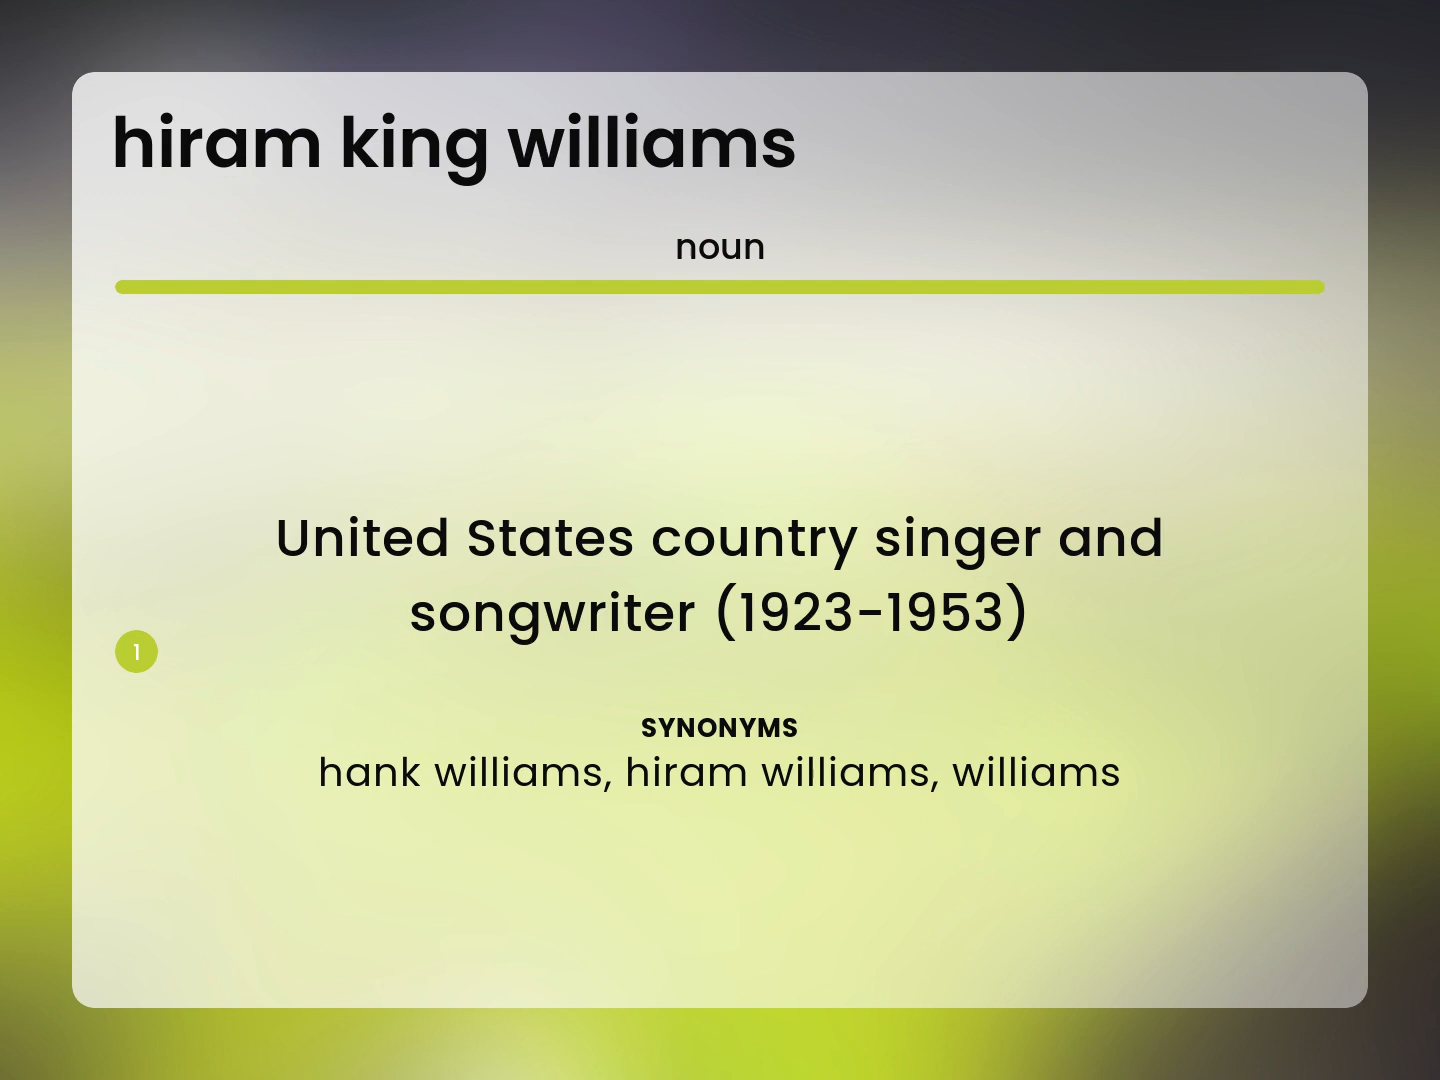 hiram king williams
noun
United States country singer and
songwriter (1923-1953)
1
SYNONYMS
hank williams, hiram williams, williams